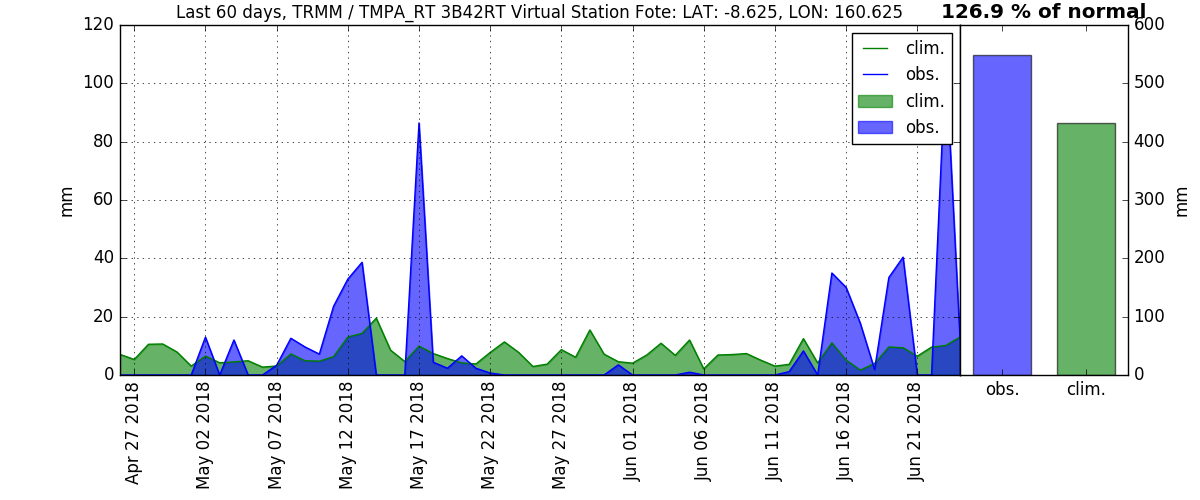 Last 60 days, TRMM / TMPA_RT 3B42RT Virtual Station Fote: LAT: -8.625, LON: 160.625
126.9 % of normal
120
100
80
60
40
20
0
mm
clim.
obs.
clim.
obs.
600
500
400
300
200
100
0
mm
obs.
clim.
Apr 27 2018
May 02 2018
May 07 2018
May 12 2018
May 17 2018
May 22 2018
May 27 2018
Jun 01 2018
Jun 06 2018
Jun 11 2018
Jun 16 2018
Jun 21 2018